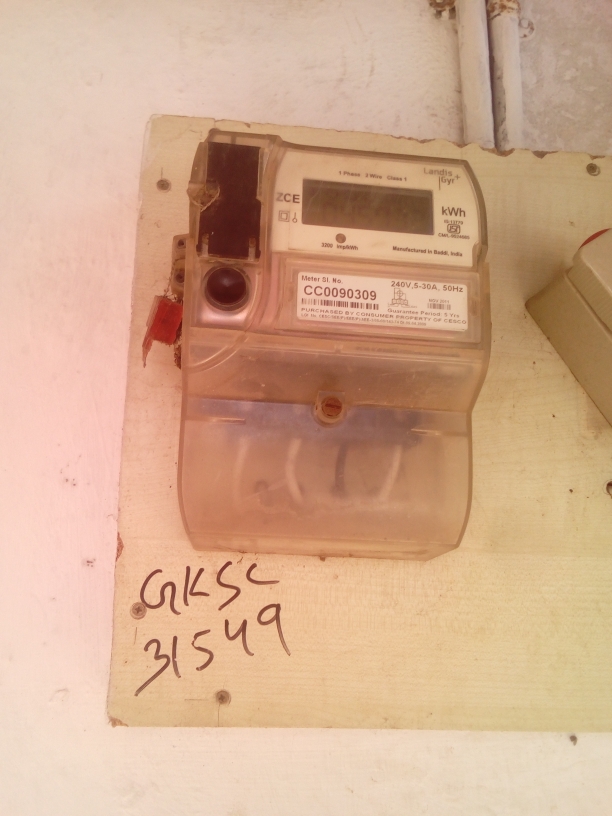 1 Phase 2 Wire Class 1
Landis
Gyr+
ZCE
kWh
3200 imp/kWh
Manufactured in Baddi, India
Meter Sl. No.
240V,5-30A, 50Hz
CC0090309
Guarantee Period: 5 Yrs
PURCHASED BY CONSUMER PROPERTY OF CESCO
GKSC
31549